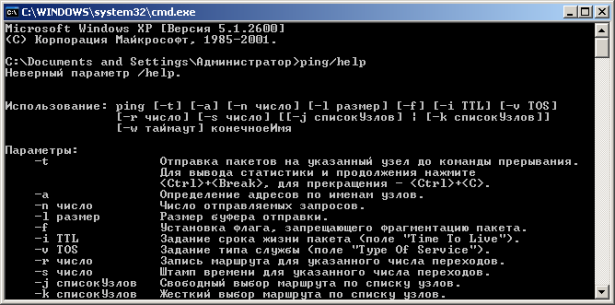 C:\WINDOWS\system32\cmd.exe
Microsoft Windows XP [Версия 5.1.2600]
(С) Корпорация Майкрософт, 1985-2001.
C:\Documents and Settings\Администратор>ping/help
Неверный параметр /help.
Использование: ping [-t] [-a] [-n число] [-l размер] [-f] [-i TTL] [-v TOS]
[-r число] [-s число] [[-j списокУзлов] ¦ [-k списокУзлов]]
[-w таймаут] конечноеИмя
Параметры:
-t Отправка пакетов на указанный узел до команды прерывания.
Для вывода статистики и продолжения нажмите
<Ctrl>+<Break>, для прекращения - <Ctrl>+<C>.
-a Определение адресов по именам узлов.
-n число Число отправляемых запросов.
-l размер Размер буфера отправки.
-f Установка флага, запрещающего фрагментацию пакета.
-i TTL Задание срока жизни пакета (поле "Time To Live").
-v TOS Задание типа службы (поле "Type Of Service").
-r число Запись маршрута для указанного числа переходов.
-s число Штамп времени для указанного числа переходов.
-j списокУзлов Свободный выбор маршрута по списку узлов.
-k списокУзлов Жесткий выбор маршрута по списку узлов.